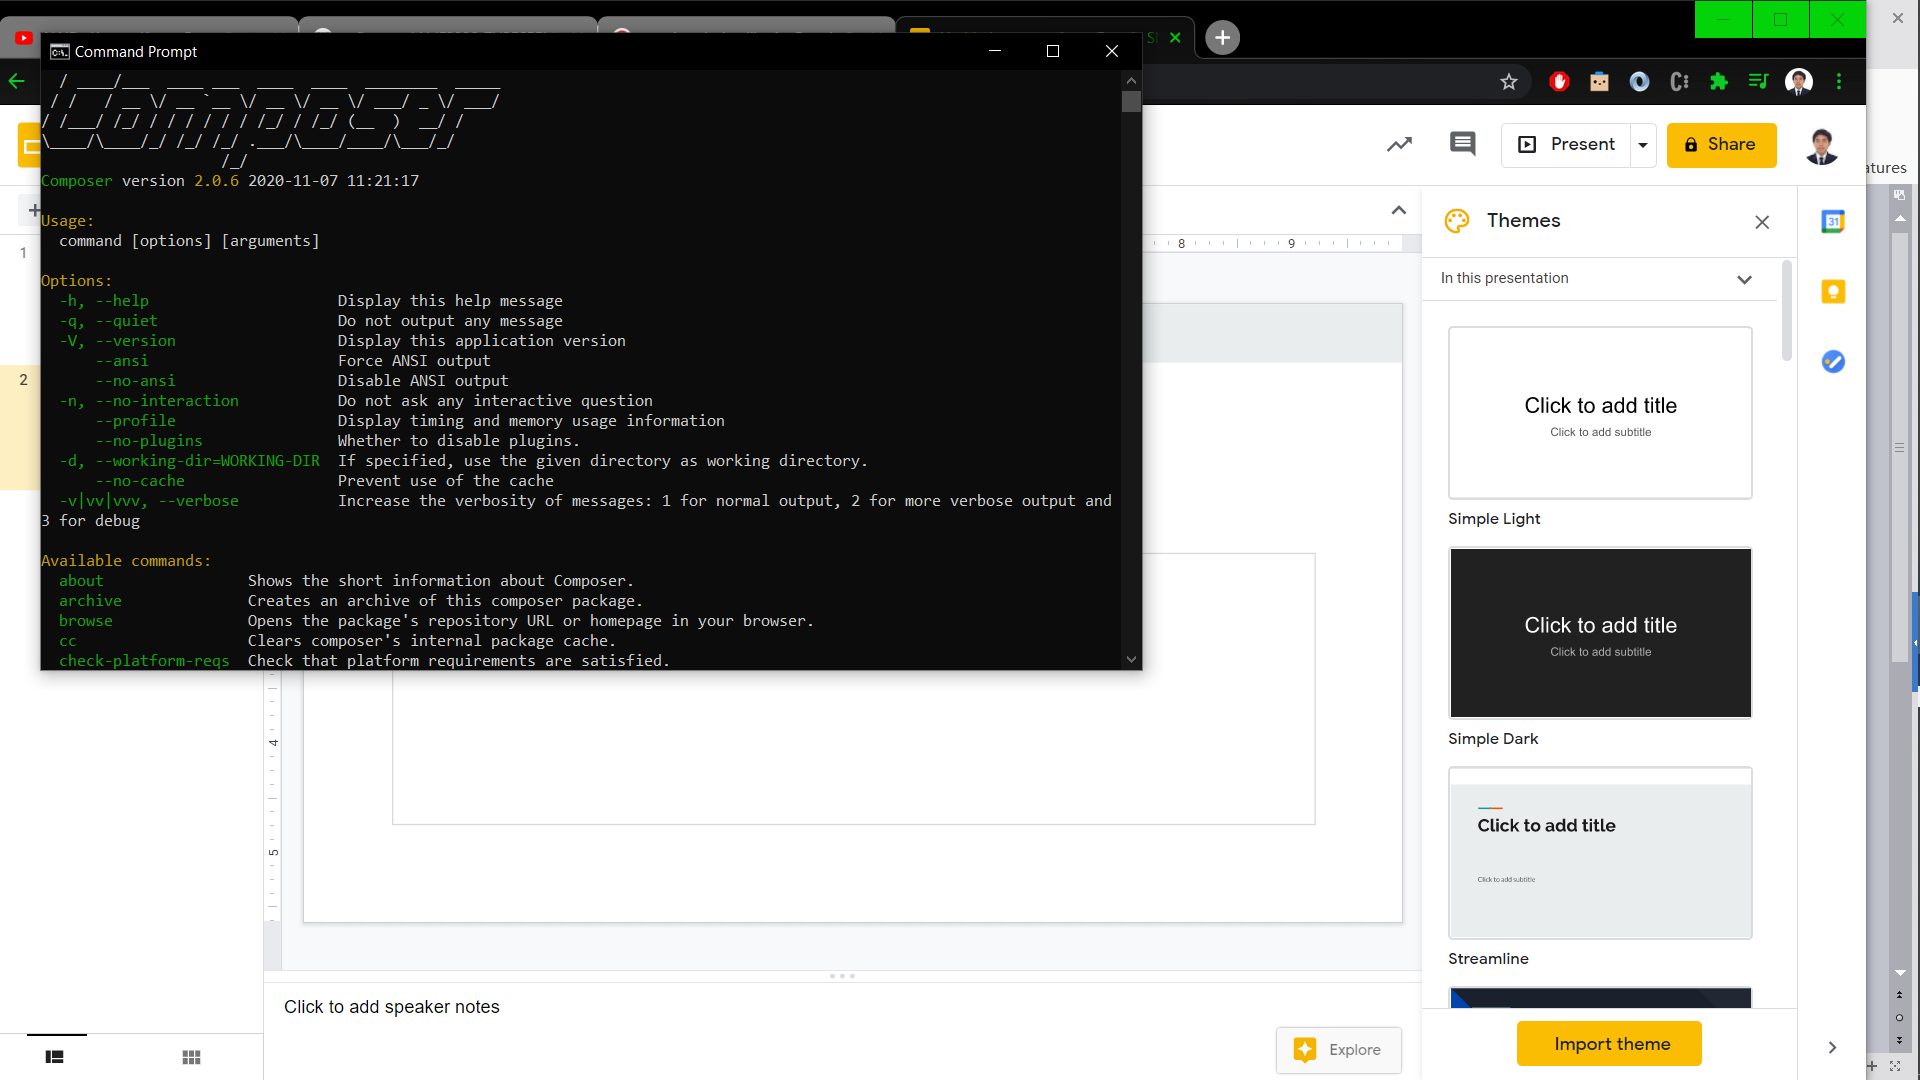 Command Prompt
Composer version 2.0.6 2020-11-07 11:21:17
Usage:
command [options] [arguments]
Options:
-h, --help Display this help message
-q, --quiet Do not output any message
-V, --version Display this application version
--ansi Force ANSI output
--no-ansi Disable ANSI output
-n, --no-interaction Do not ask any interactive question
--profile Display timing and memory usage information
--no-plugins Whether to disable plugins.
-d, --working-dir=WORKING-DIR If specified, use the given directory as working directory.
--no-cache Prevent use of the cache
-v|vv|vvv, --verbose Increase the verbosity of messages: 1 for normal output, 2 for more verbose output and
3 for debug
Available commands:
about Shows the short information about Composer.
archive Creates an archive of this composer package.
browse Opens the package's repository URL or homepage in your browser.
cc Clears composer's internal package cache.
check-platform-reqs Check that platform requirements are satisfied.
Present
Share
atures
1
2
8 9
4
5
Themes
In this presentation
Click to add title
Click to add subtitle
Simple Light
Click to add title
Click to add subtitle
Simple Dark
Click to add title
Click to add subtitle
Streamline
Import theme
31
Click to add speaker notes
Explore